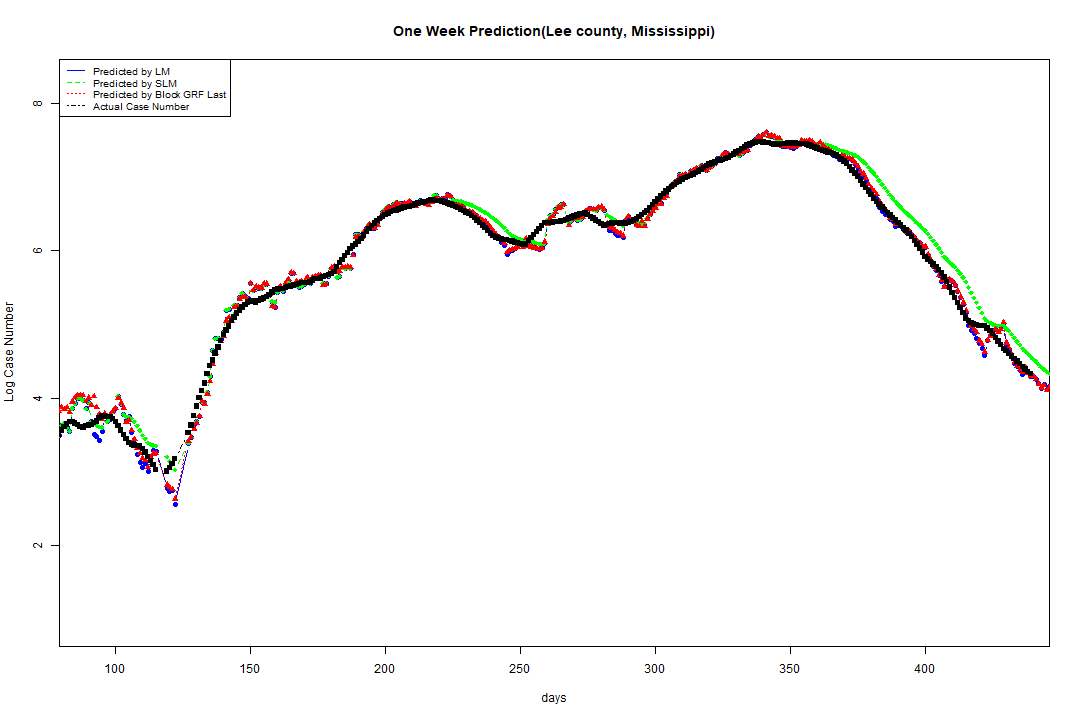 One Week Prediction(Lee county, Mississippi)
Predicted by LM
Predicted by SLM
Predicted by Block GRF Last
Actual Case Number
8
6
4
2
Log Case Number
100 150 200 250 300 350 400
days